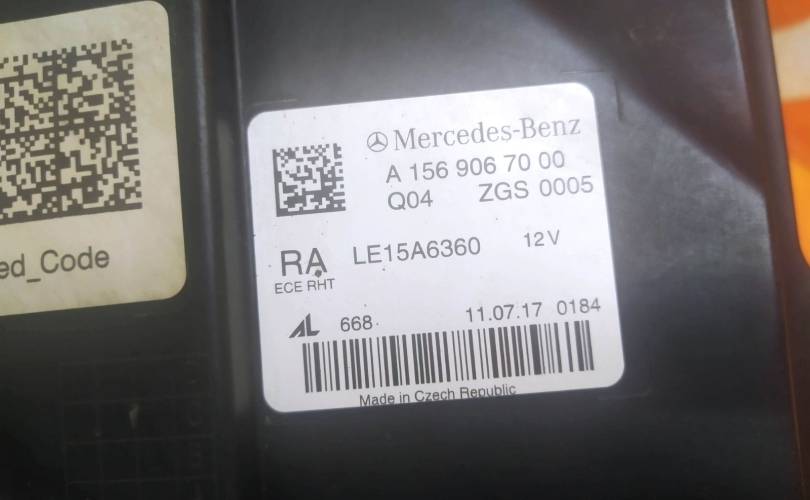 ed_Code
Mercedes-Benz
A 156 906 70 00
Q04 ZGS 0005
RA LE15A6360 12V
ECE RHT
AL 668 11.07.17 0184
Made in Czech Republic